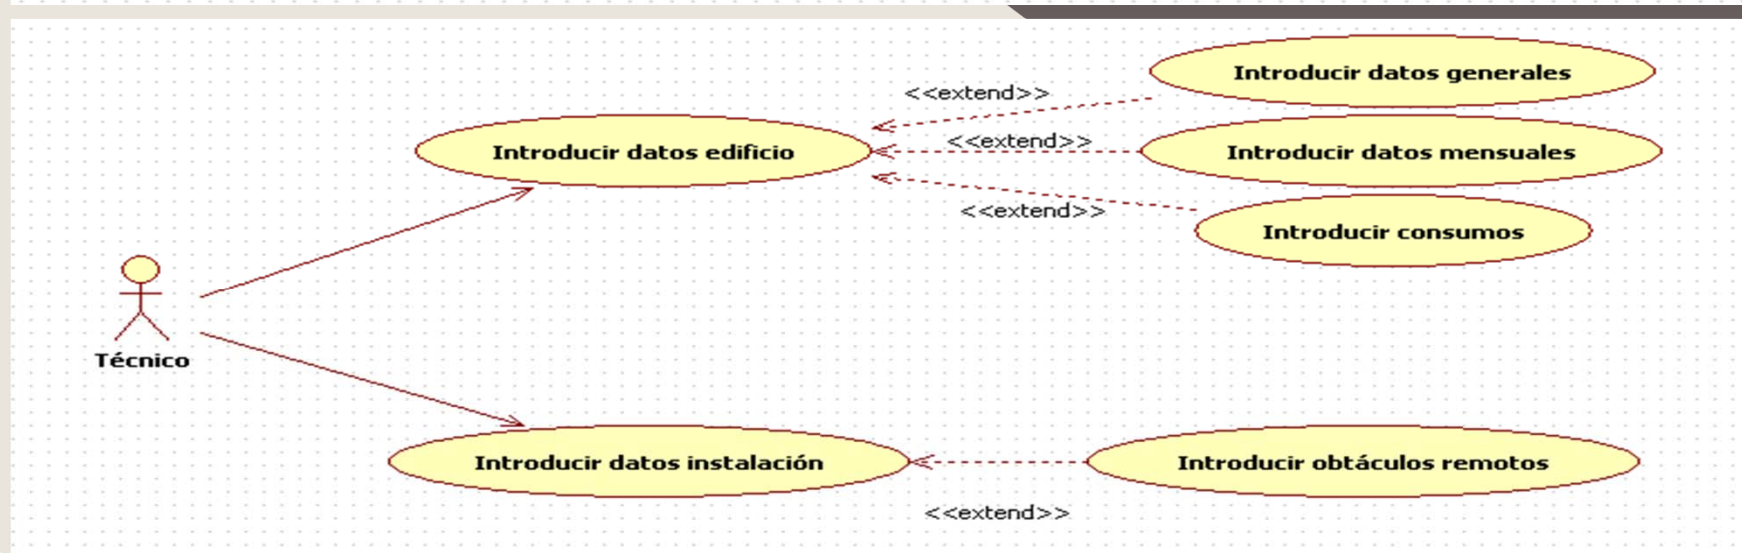 Introducir datos generales
<<extend>>
<<extend>>
Introducir datos edificio
Introducir datos mensuales
<<extend>>
Introducir consumos
Técnico
Introducir datos instalación
Introducir obtáculos remotos
<<extend>>